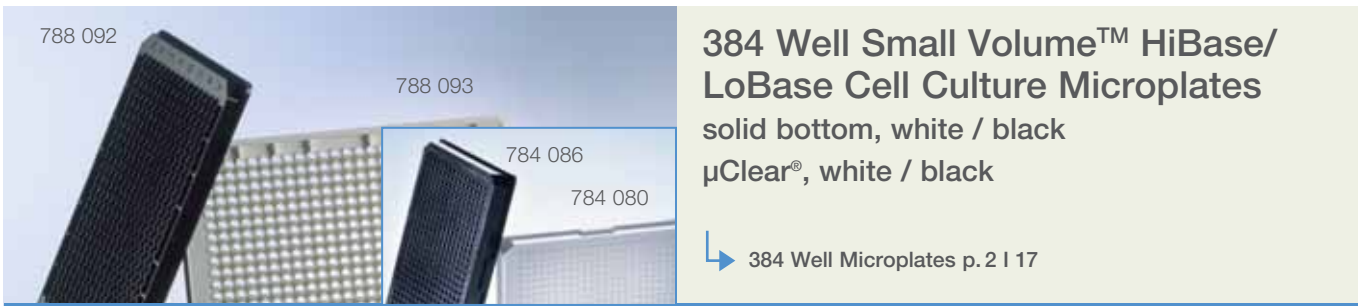 788 092
788 093
784 086
784 080
384 Well Small Volume™ HiBase/
LoBase Cell Culture Microplates
solid bottom, white / black
µClear®, white / black
384 Well Microplates p. 2 I 17